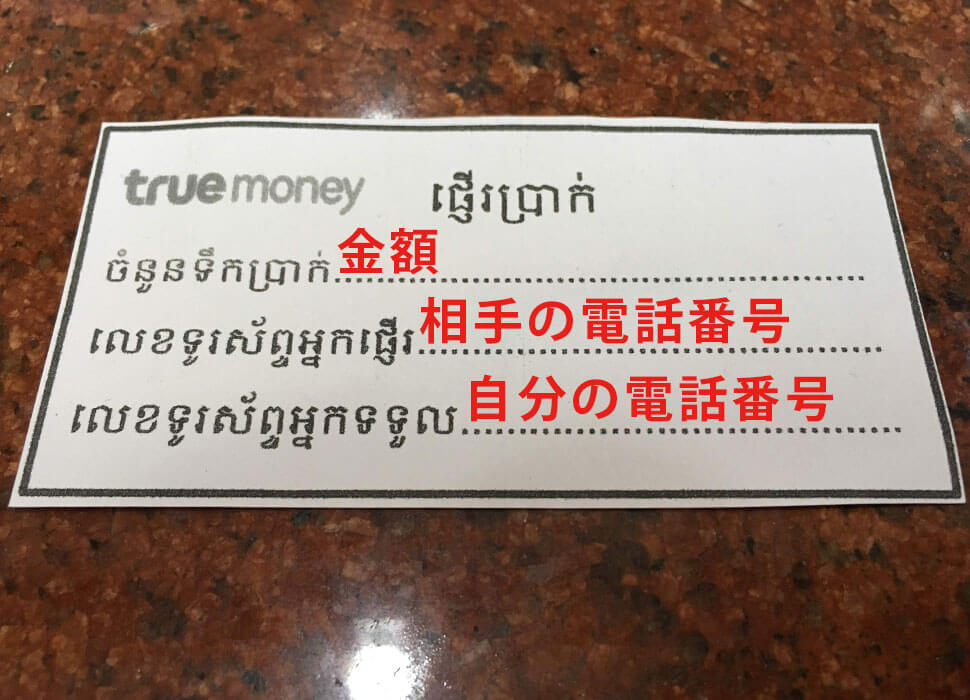 truemoney ផ្ញើរប្រាក់
ចំនួនទឹកប្រាក់ 金額
លេខទូរស័ព្ទអ្នកផ្ញើរ 相手の電話番号
លេខទូរស័ព្ទអ្នកទទួល 自分の電話番号